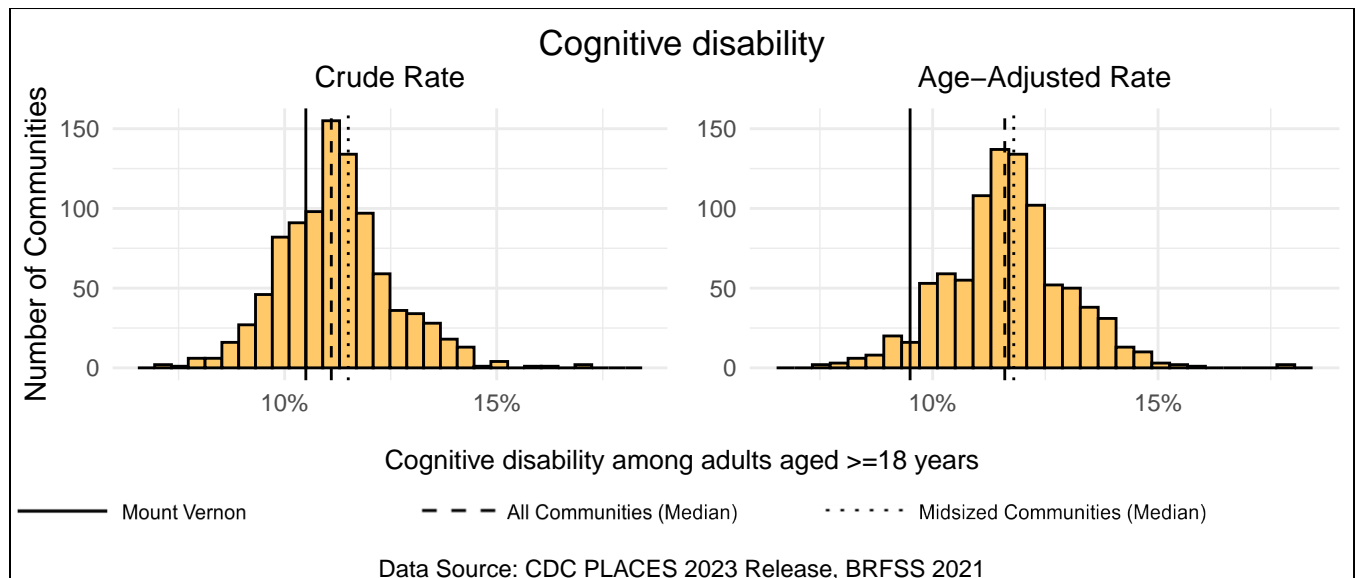 Cognitive disability
Crude Rate
Age−Adjusted Rate
Number of Communities
150
100
50
0
10%
15%
150
100
50
0
10%
15%
Cognitive disability among adults aged >=18 years
Mount Vernon
All Communities (Median)
Midsized Communities (Median)
Data Source: CDC PLACES 2023 Release, BRFSS 2021